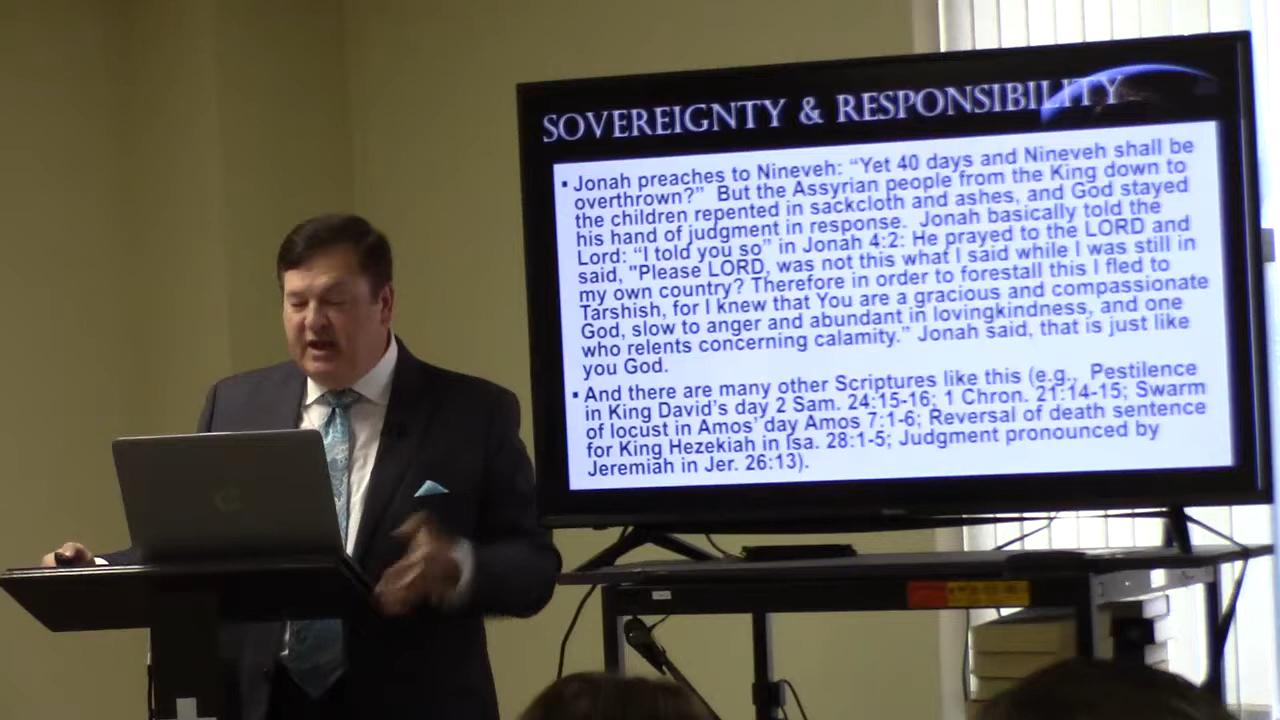 SOVEREIGNTY & RESPONSIBILITY
▪ Jonah preaches to Nineveh: “Yet 40 days and Nineveh shall be
overthrown?” But the Assyrian people from the King down to
the children repented in sackcloth and ashes, and God stayed
his hand of judgment in response. Jonah basically told the
Lord: “I told you so” in Jonah 4:2: He prayed to the LORD and
said, "Please LORD, was not this what I said while I was still in
my own country? Therefore in order to forestall this I fled to
Tarshish, for I knew that You are a gracious and compassionate
God, slow to anger and abundant in lovingkindness, and one
who relents concerning calamity.” Jonah said, that is just like
you God.
▪ And there are many other Scriptures like this (e.g., Pestilence
in King David’s day 2 Sam. 24:15-16; 1 Chron. 21:14-15; Swarm
of locust in Amos’ day Amos 7:1-6; Reversal of death sentence
for King Hezekiah in Isa. 28:1-5; Judgment pronounced by
Jeremiah in Jer. 26:13).